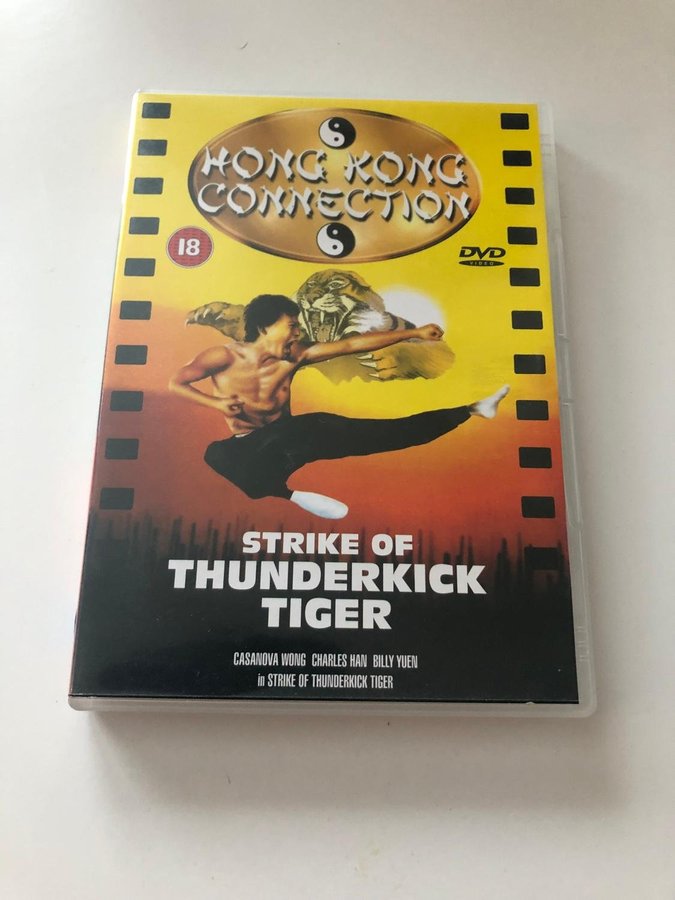 HONG KONG
CONNECTION
18
DVD
VIDEO
STRIKE OF
THUNDERKICK
TIGER
CASANOVA WONG CHARLES HAN BILLY YUEN
in STRIKE OF THUNDERKICK TIGER